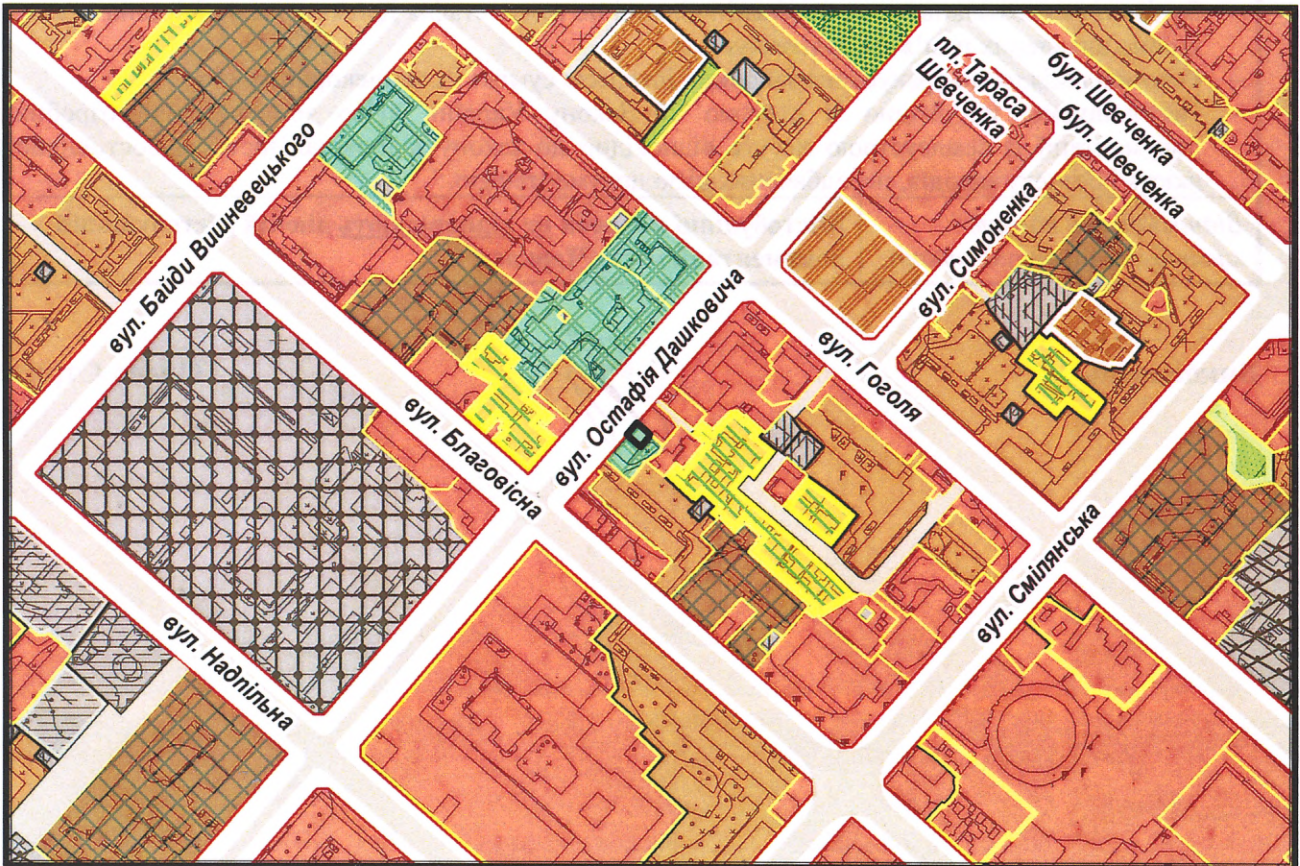 пл. Тараса
Шевченка
бул. Шевченка
бул. Шевченка
вул. Байди Вишневецького
вул. Симоненка
вул. Остафія Дашковича
вул. Гоголя
вул. Благовісна
вул. Смілянська
вул. Надпільна